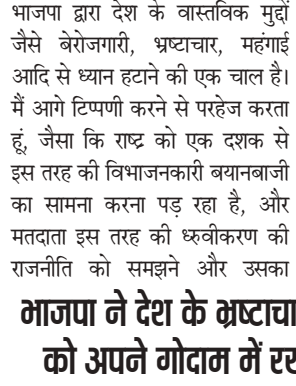 भाजपा द्वारा देश के वास्तविक मुद्दों
जैसे बेरोजगारी, भ्रष्टाचार, महंगाई
आदि से ध्यान हटाने की एक चाल है।
मैं आगे टिप्पणी करने से परहेज करता
हूं, जैसा कि राष्ट्र को एक दशक से
इस तरह की विभाजनकारी बयानबाजी
का सामना करना पड़ रहा है, और
मतदाता इस तरह की ध्रुवीकरण की
राजनीति को समझने और उसका
भाजपा ने देश के भ्रष्टाचा
को अपने गोदाम में